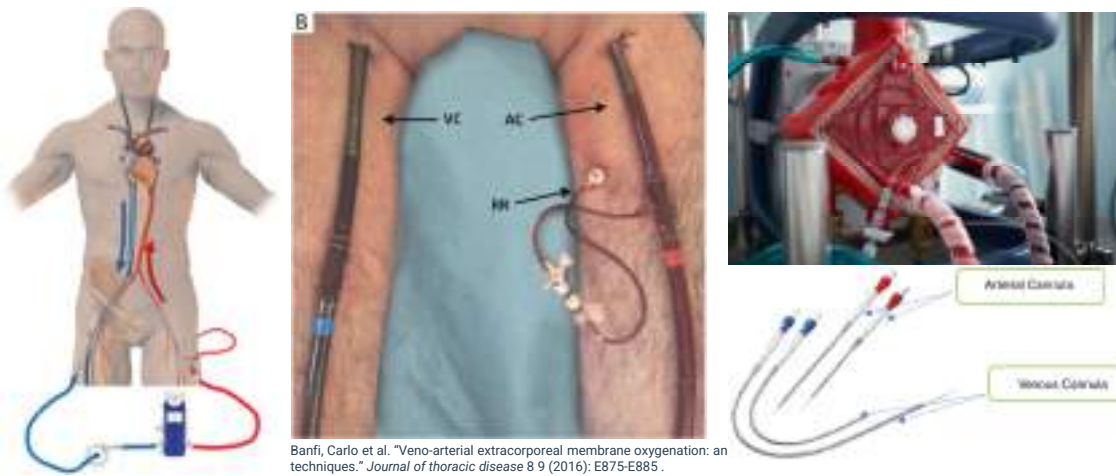 B
VC
AC
Arterial Cannula
Venous Cannula
Banfi, Carlo et al. “Veno-arterial extracorporeal membrane oxygenation: an
techniques.” Journal of thoracic disease 8 9 (2016): E875-E885 .